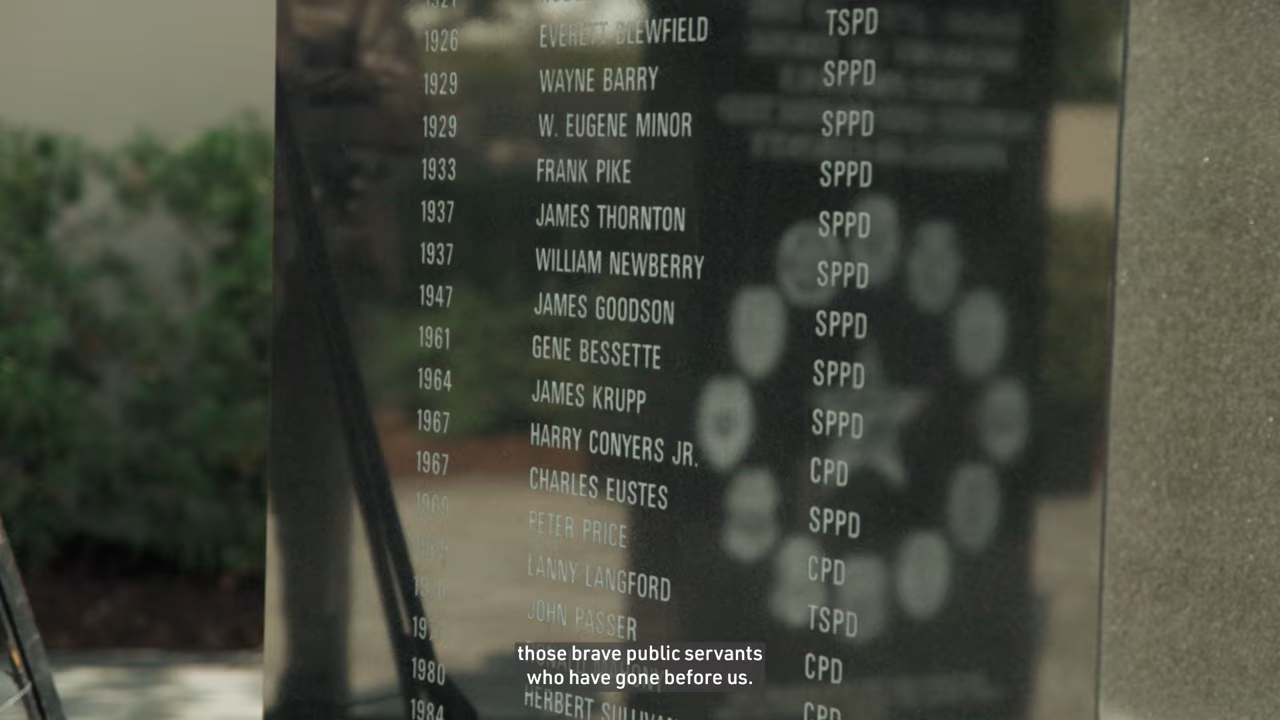 1926 EVERETT BLEWFIELD TSPD
1929 WAYNE BARRY SPPD
1929 W. EUGENE MINOR SPPD
1933 FRANK PIKE SPPD
1937 JAMES THORNTON SPPD
1937 WILLIAM NEWBERRY SPPD
1947 JAMES GOODSON SPPD
1961 GENE BESSETTE SPPD
1964 JAMES KRUPP SPPD
1967 HARRY CONYERS JR. CPD
1967 CHARLES EUSTES SPPD
PETER PRICE CPD
LANNY LANGFORD TSPD
JOHN PASSER CPD
CPD
1980 HERBERT SULLIVAN
1984
those brave public servants
who have gone before us.